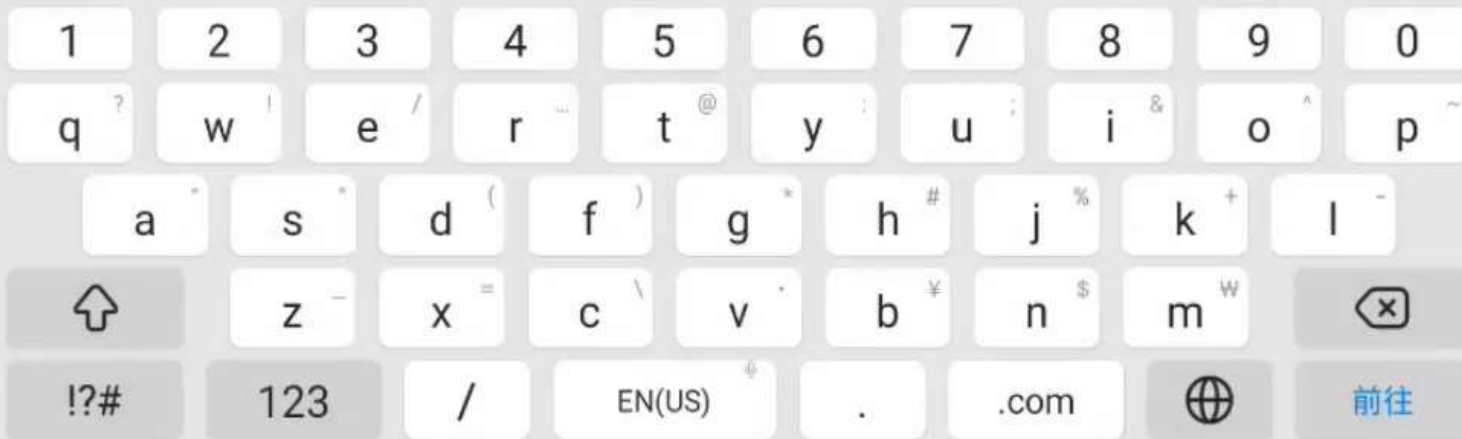 1 2 3 4 5 6 7 8 9 0
q ? w ! e / r … t @ y : u ; i & o ^ p ~
a s d ( f ) g * h # j % k + l -
z _ x = c \ v b ¥ n $ m ₩
!?# 123 / EN(US) . .com 前往